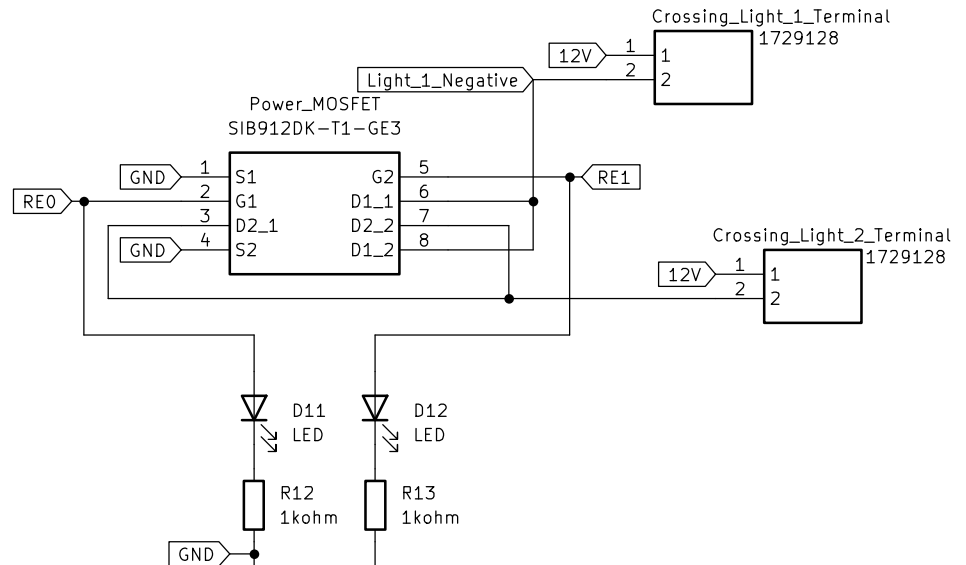 Crossing_Light_1_Terminal
1729128
12V
1
1
2
2
Light_1_Negative
Power_MOSFET
SIB912DK-T1-GE3
GND
1
S1
G2
5
RE1
RE0
2
G1
D1_1
6
3
D2_1
D2_2
7
GND
4
S2
D1_2
8
Crossing_Light_2_Terminal
1729128
12V
1
1
2
2
D11
LED
D12
LED
R12
1kohm
R13
1kohm
GND